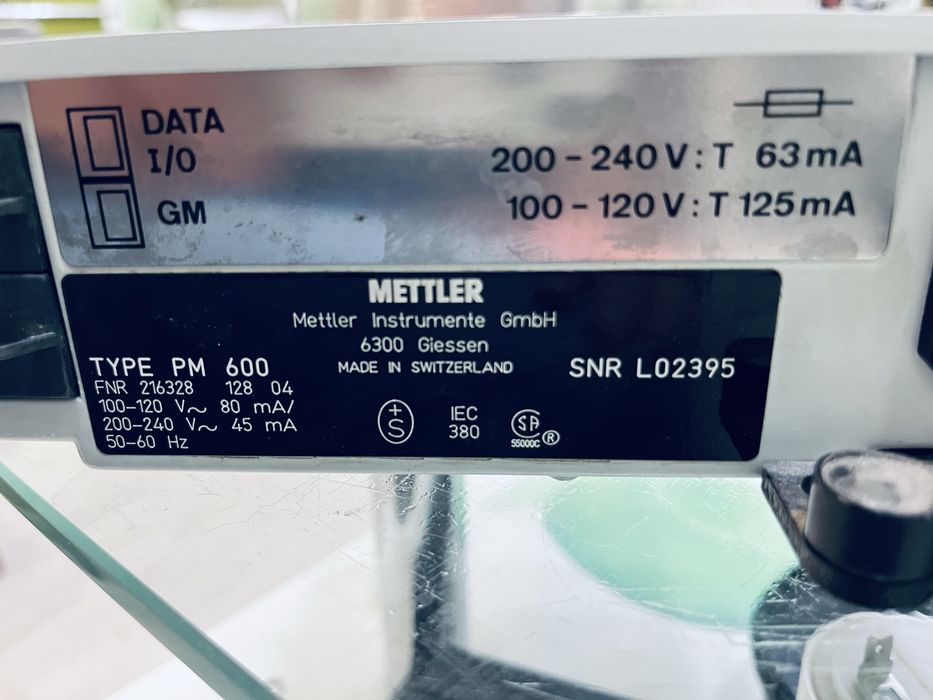 DATA
I/O
GM
200-240 V : T 63 mA
100-120 V : T 125 mA
METTLER
Mettler Instrumente GmbH
6300 Giessen
MADE IN SWITZERLAND
TYPE PM 600
SNR L02395
FNR 216328 128 04
100-120 V~ 80 mA/
200-240 V~ 45 mA
50-60 Hz
+S
IEC
380
SA
55000C ®